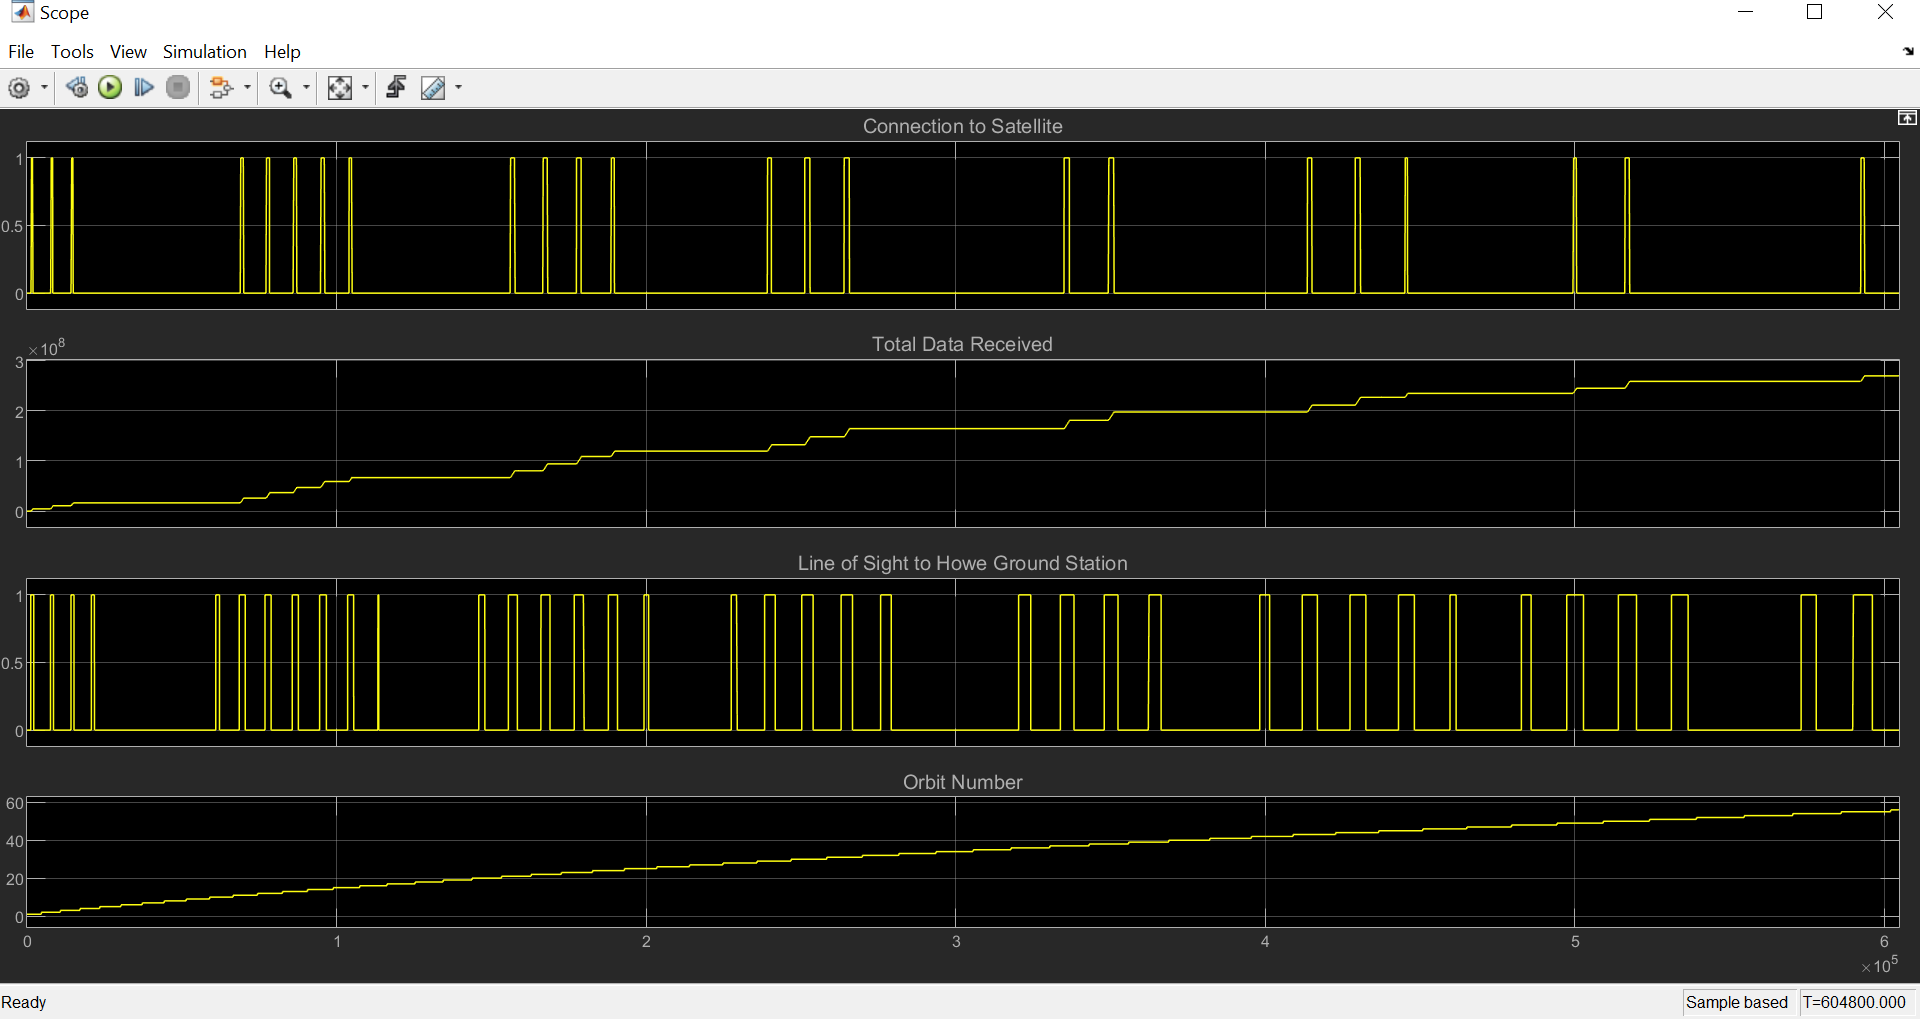 Scope
File Tools View Simulation Help
Connection to Satellite
1
0.5
0
Total Data Received
×10^8
3
2
1
0
Line of Sight to Howe Ground Station
1
0.5
0
Orbit Number
60
40
20
0
0 1 2 3 4 5 6
×10^5
Ready Sample based T=604800.000